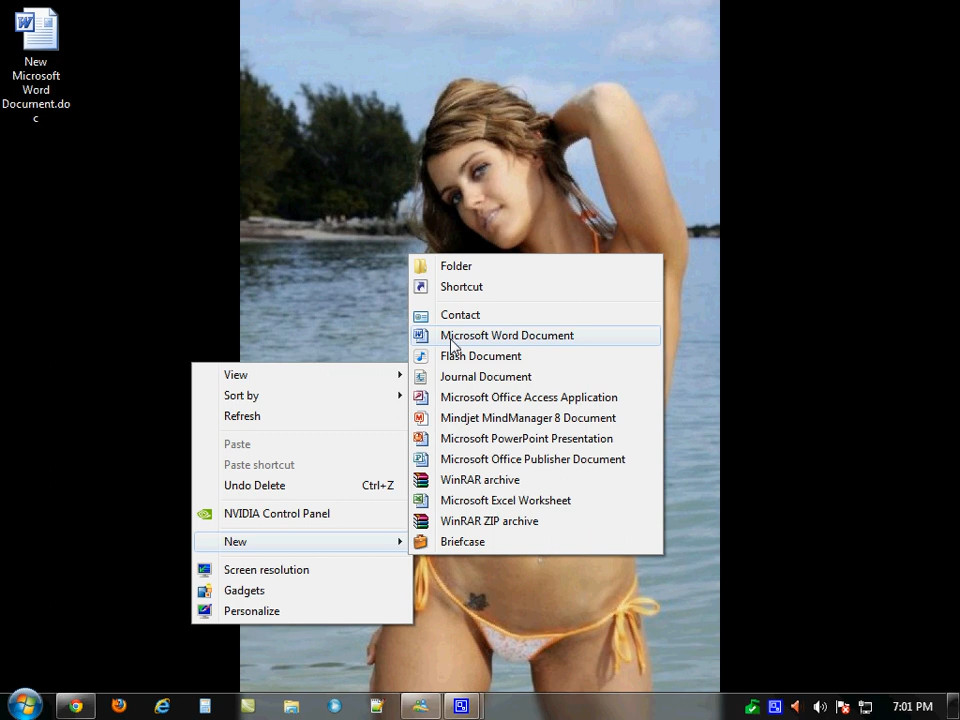 New
Microsoft
Word
Document.do
c
Folder
Shortcut
Contact
Microsoft Word Document
Flash Document
Journal Document
Microsoft Office Access Application
Mindjet MindManager 8 Document
Microsoft PowerPoint Presentation
Microsoft Office Publisher Document
WinRAR archive
Microsoft Excel Worksheet
WinRAR ZIP archive
Briefcase
View
Sort by
Refresh
Paste
Paste shortcut
Undo Delete Ctrl+Z
NVIDIA Control Panel
New
Screen resolution
Gadgets
Personalize
7:01 PM